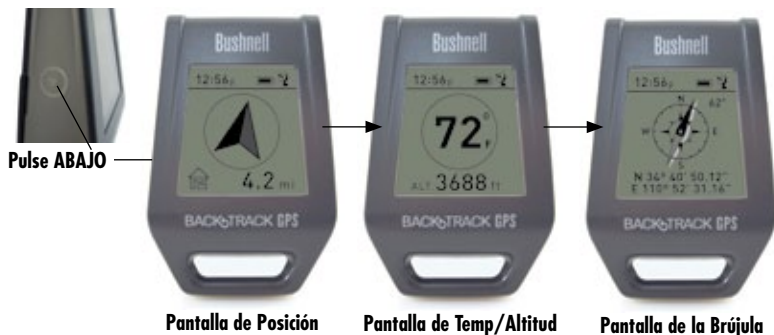 Bushnell
12:56p
4.2 mi
BACKTRACK GPS
Bushnell
12:56p
72°F
ALT 3688 ft
BACKTRACK GPS
Bushnell
12:56p
N 62°
W E
S
N 34° 40' 50.12"
E 110° 52' 31.16"
BACKTRACK GPS
Pulse ABAJO
Pantalla de Posición
Pantalla de Temp/Altitud
Pantalla de la Brújula